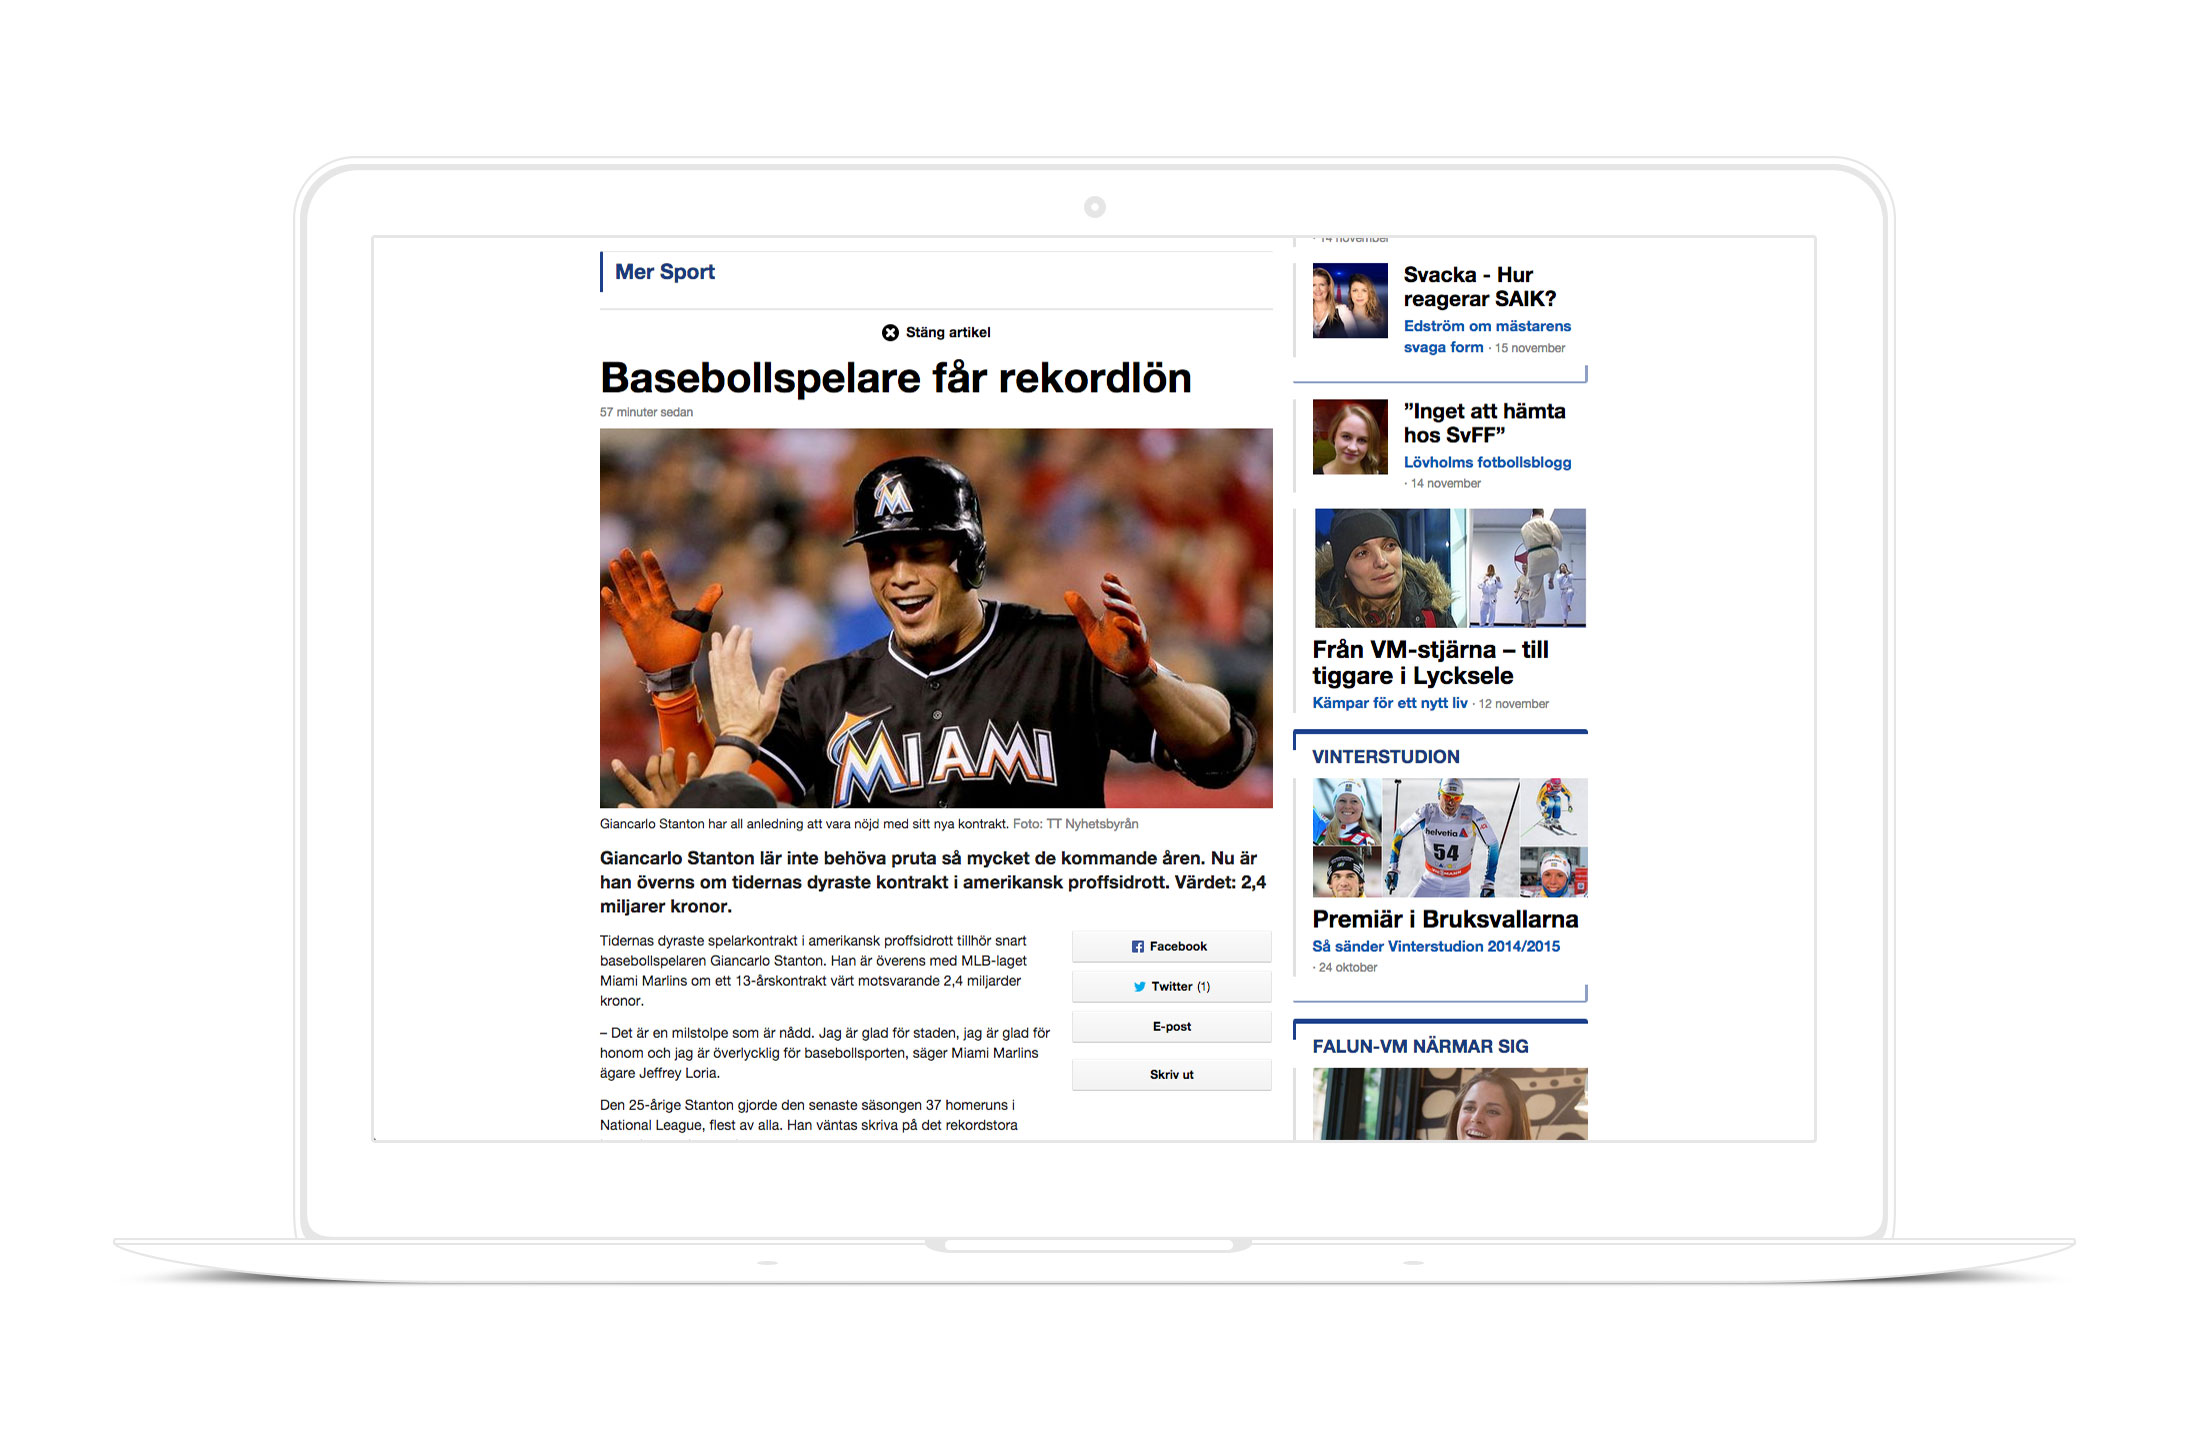 Mer Sport
Stäng artikel
Basebollspelare får rekordlön
57 minuter sedan
M
MIAMI
Giancarlo Stanton har all anledning att vara nöjd med sitt nya kontrakt. Foto: TT Nyhetsbyrån
Giancarlo Stanton lär inte behöva pruta så mycket de kommande åren. Nu är
han överns om tidernas dyraste kontrakt i amerikansk proffsidrott. Värdet: 2,4
miljarer kronor.
Tidernas dyraste spelarkontrakt i amerikansk proffsidrott tillhör snart
basebollspelaren Giancarlo Stanton. Han är överens med MLB-laget
Miami Marlins om ett 13-årskontrakt värt motsvarande 2,4 miljarder
kronor.
– Det är en milstolpe som är nådd. Jag är glad för staden, jag är glad för
honom och jag är överlycklig för basebollsporten, säger Miami Marlins
ägare Jeffrey Loria.
Den 25-årige Stanton gjorde den senaste säsongen 37 homeruns i
National League, flest av alla. Han väntas skriva på det rekordstora
Facebook
Twitter (1)
E-post
Skriv ut
· 14 november
Svacka - Hur
reagerar SAIK?
Edström om mästarens
svaga form · 15 november
”Inget att hämta
hos SvFF”
Lövholms fotbollsblogg
· 14 november
Från VM-stjärna – till
tiggare i Lycksele
Kämpar för ett nytt liv · 12 november
VINTERSTUDION
helvetia
54
Premiär i Bruksvallarna
Så sänder Vinterstudion 2014/2015
· 24 oktober
FALUN-VM NÄRMAR SIG